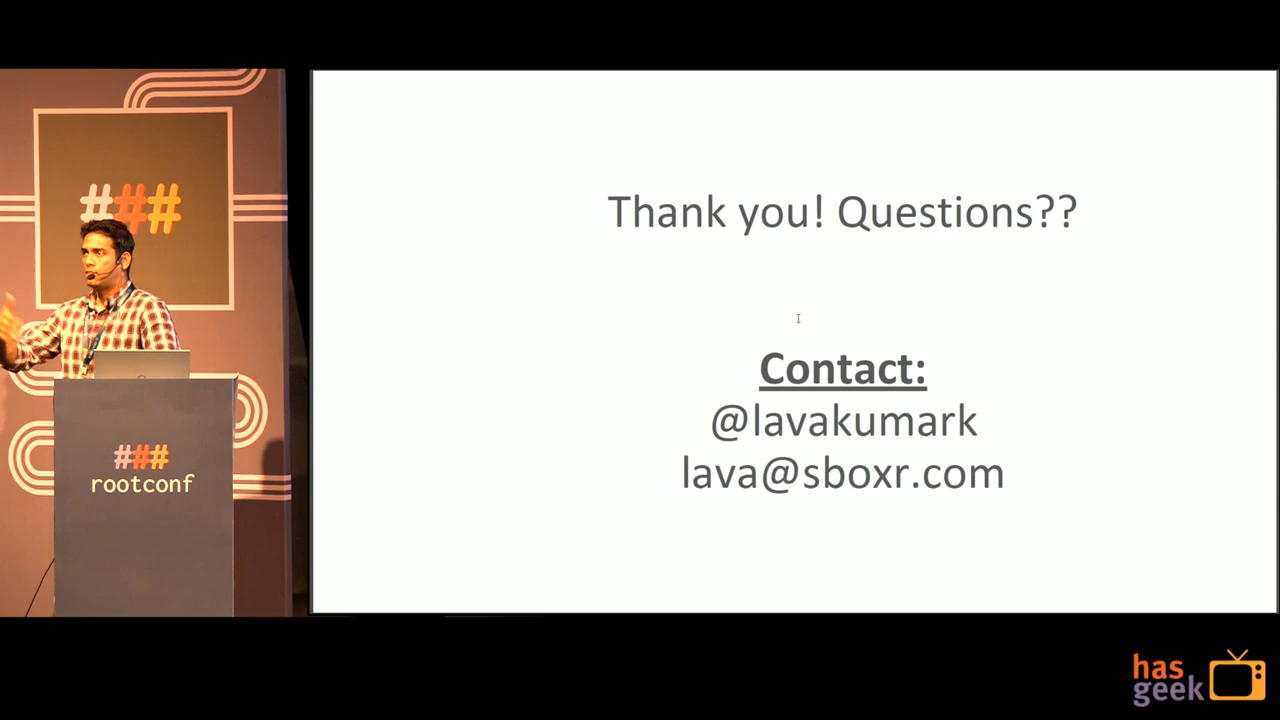 ###
###
rootconf
Thank you! Questions??
Contact:
@lavakumark
lava@sboxr.com
has
geek